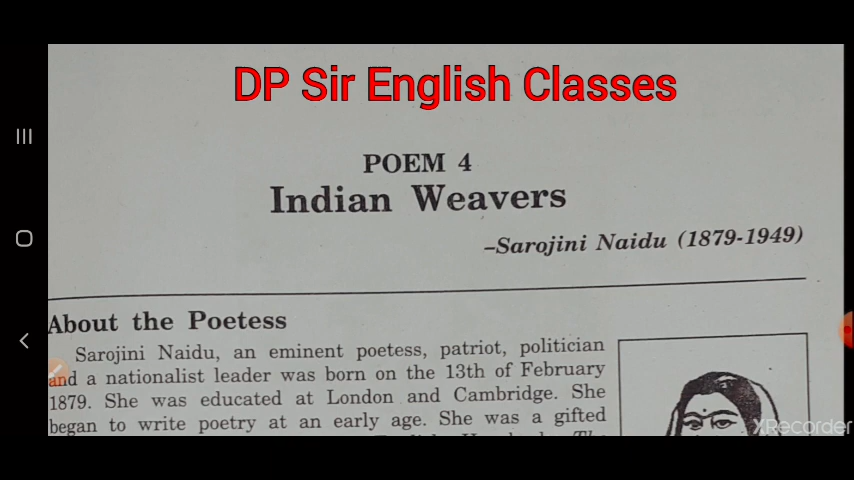 DP Sir English Classes
POEM 4
Indian Weavers
–Sarojini Naidu (1879-1949)
About the Poetess
Sarojini Naidu, an eminent poetess, patriot, politician
and a nationalist leader was born on the 13th of February
1879. She was educated at London and Cambridge. She
began to write poetry at an early age. She was a gifted
The
XRecorder